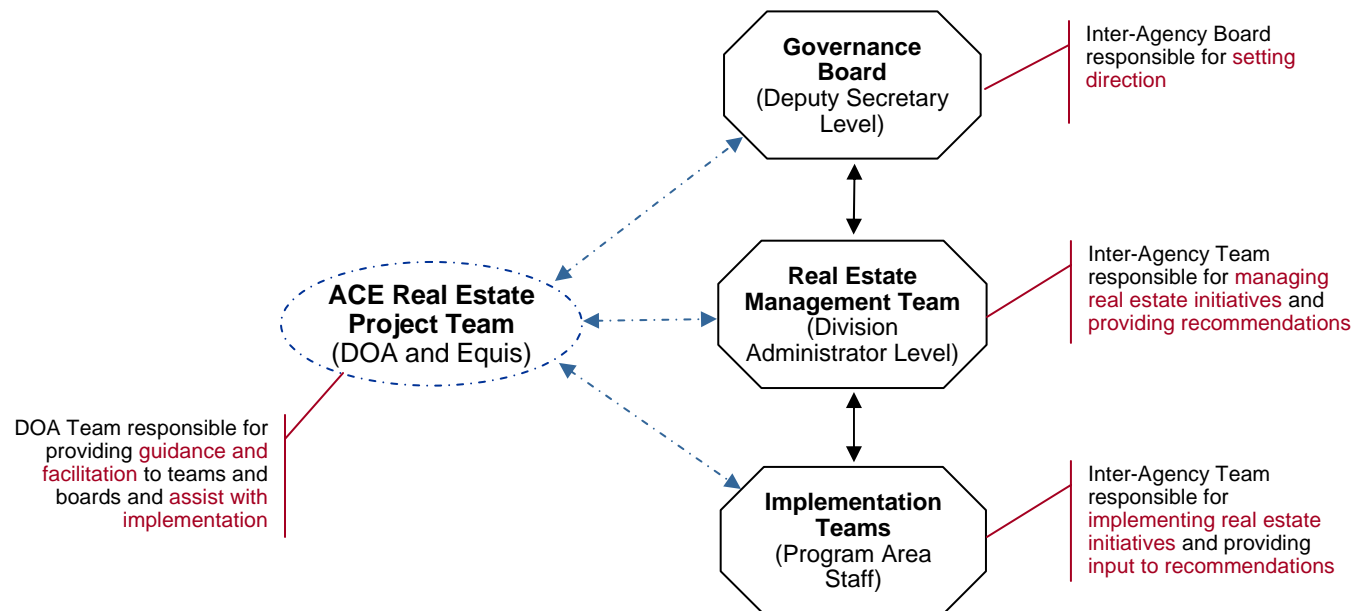 Governance
Board
(Deputy Secretary
Level)
Inter-Agency Board
responsible for setting
direction
ACE Real Estate
Project Team
(DOA and Equis)
Real Estate
Management Team
(Division
Administrator Level)
Inter-Agency Team
responsible for managing
real estate initiatives and
providing recommendations
DOA Team responsible for
providing guidance and
facilitation to teams and
boards and assist with
implementation
Implementation
Teams
(Program Area
Staff)
Inter-Agency Team
responsible for
implementing real estate
initiatives and providing
input to recommendations